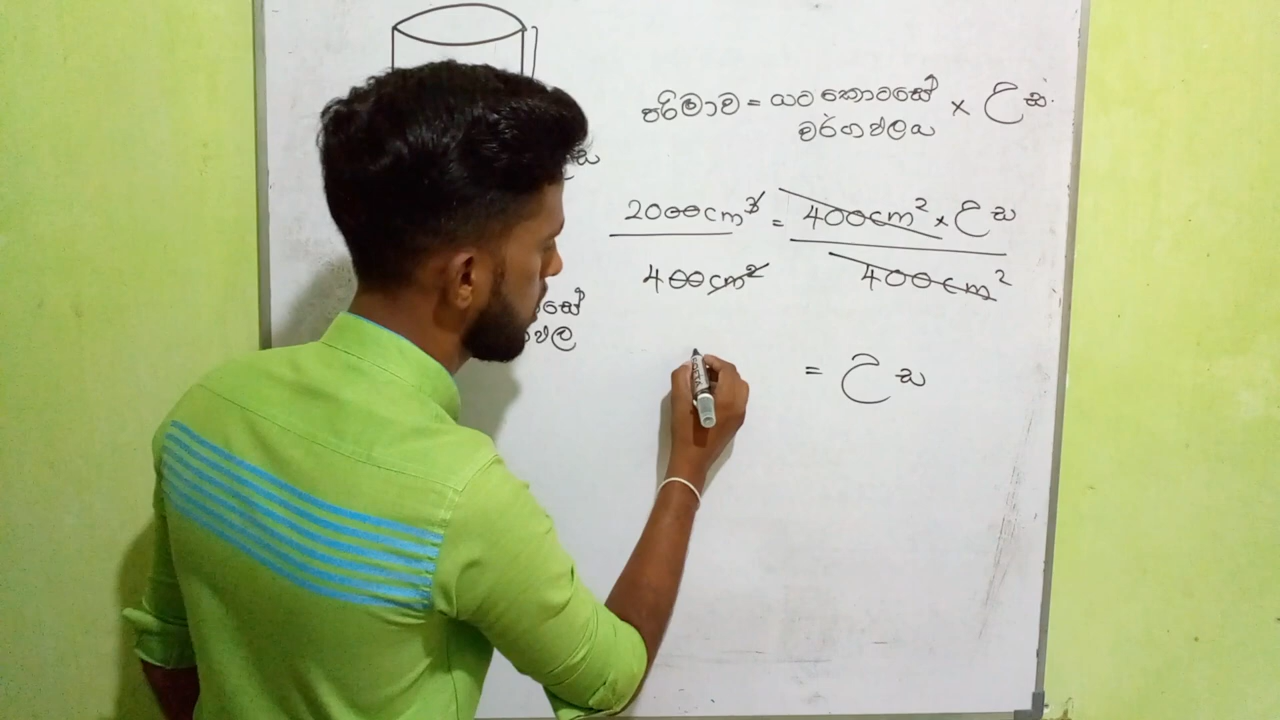 පරිමාව = යට කොටසේ × උස.
වර්ගඵලය
2000cm³ = 400cm² × උස
400cm² 400cm²
= උස